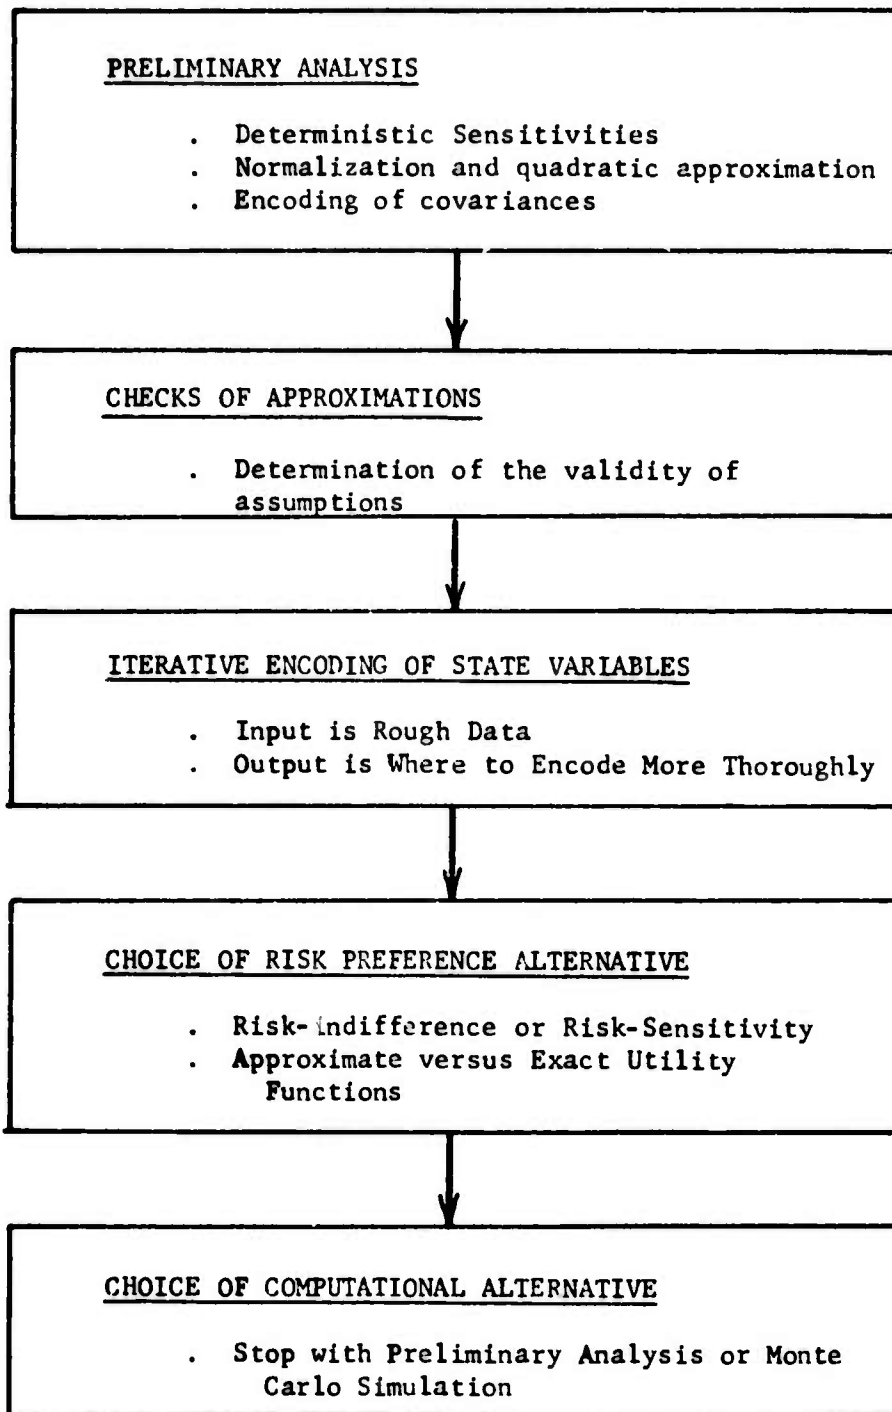 PRELIMINARY ANALYSIS
. Deterministic Sensitivities
. Normalization and quadratic approximation
. Encoding of covariances
CHECKS OF APPROXIMATIONS
. Determination of the validity of
assumptions
ITERATIVE ENCODING OF STATE VARIABLES
. Input is Rough Data
. Output is Where to Encode More Thoroughly
CHOICE OF RISK PREFERENCE ALTERNATIVE
. Risk-indifference or Risk-Sensitivity
. Approximate versus Exact Utility
Functions
CHOICE OF COMPUTATIONAL ALTERNATIVE
. Stop with Preliminary Analysis or Monte
Carlo Simulation